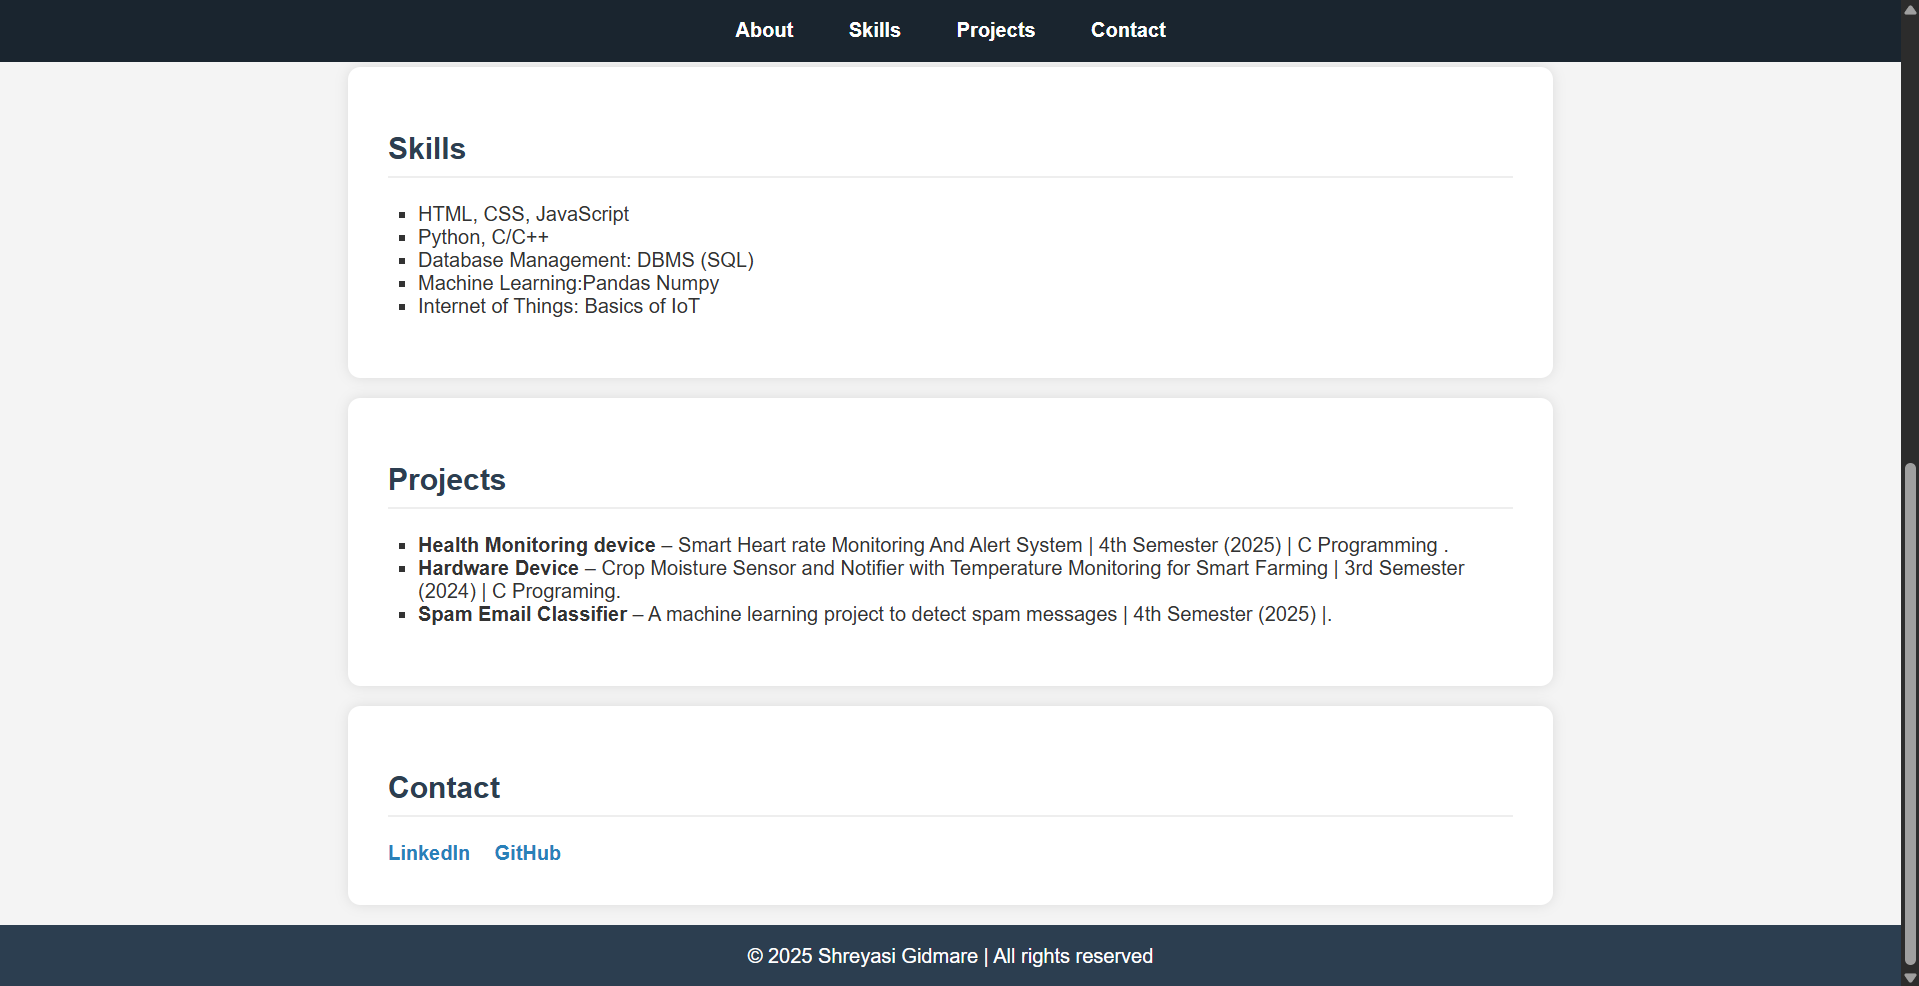 About Skills Projects Contact
Skills
HTML, CSS, JavaScript
Python, C/C++
Database Management: DBMS (SQL)
Machine Learning:Pandas Numpy
Internet of Things: Basics of IoT
Projects
Health Monitoring device – Smart Heart rate Monitoring And Alert System | 4th Semester (2025) | C Programming .
Hardware Device – Crop Moisture Sensor and Notifier with Temperature Monitoring for Smart Farming | 3rd Semester
(2024) | C Programing.
Spam Email Classifier – A machine learning project to detect spam messages | 4th Semester (2025) |.
Contact
LinkedIn GitHub
© 2025 Shreyasi Gidmare | All rights reserved